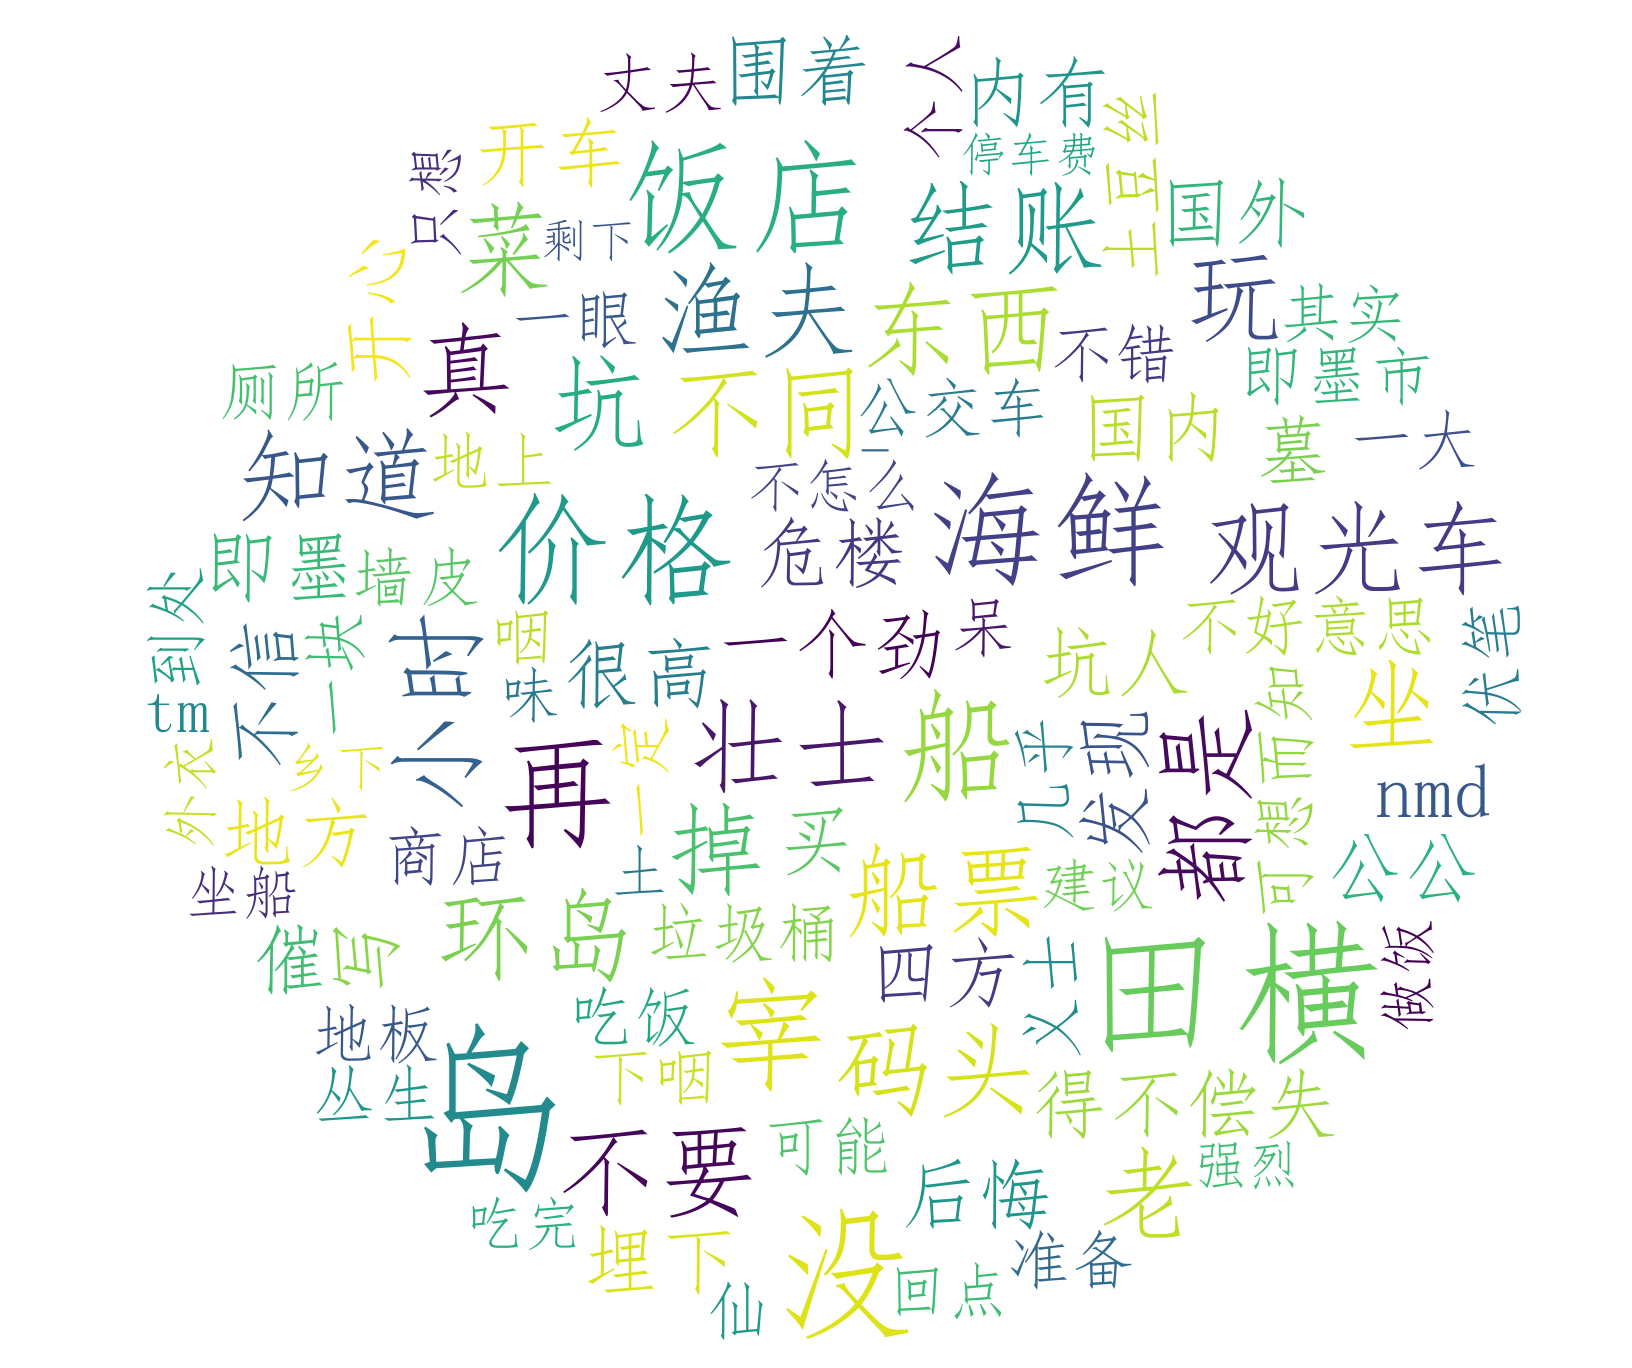 丈夫
围着
个人
内有
停车费
土豆丝
国外
只想
开车
饭店
结账
菜
剩下
开心
真
一眼
渔夫
东西
不错
玩
其实
即墨市
厕所
坑
不同
公交车
国内
墓
一大
知道
地上
一
不怎么
价格
危楼
海鲜
观光车
即墨
墙皮
到处
不信
一块
小时
咽
味
很高
一个劲
呆
坑人
不好意思
伏笔
tm
外衣
乡下
地方
再
一定
壮士
船
几乎
发现
都是
可想而知
坐
nmd
商店
土
掉
买
船票
建议
公公
坐船
催
写
环岛
垃圾桶
四方
义士
田横
做饭
地板
丛生
岛
吃饭
下咽
宰
码头
得不偿失
不要
可能
后悔
老
强烈
吃完
埋下
仙
没
回点
准备